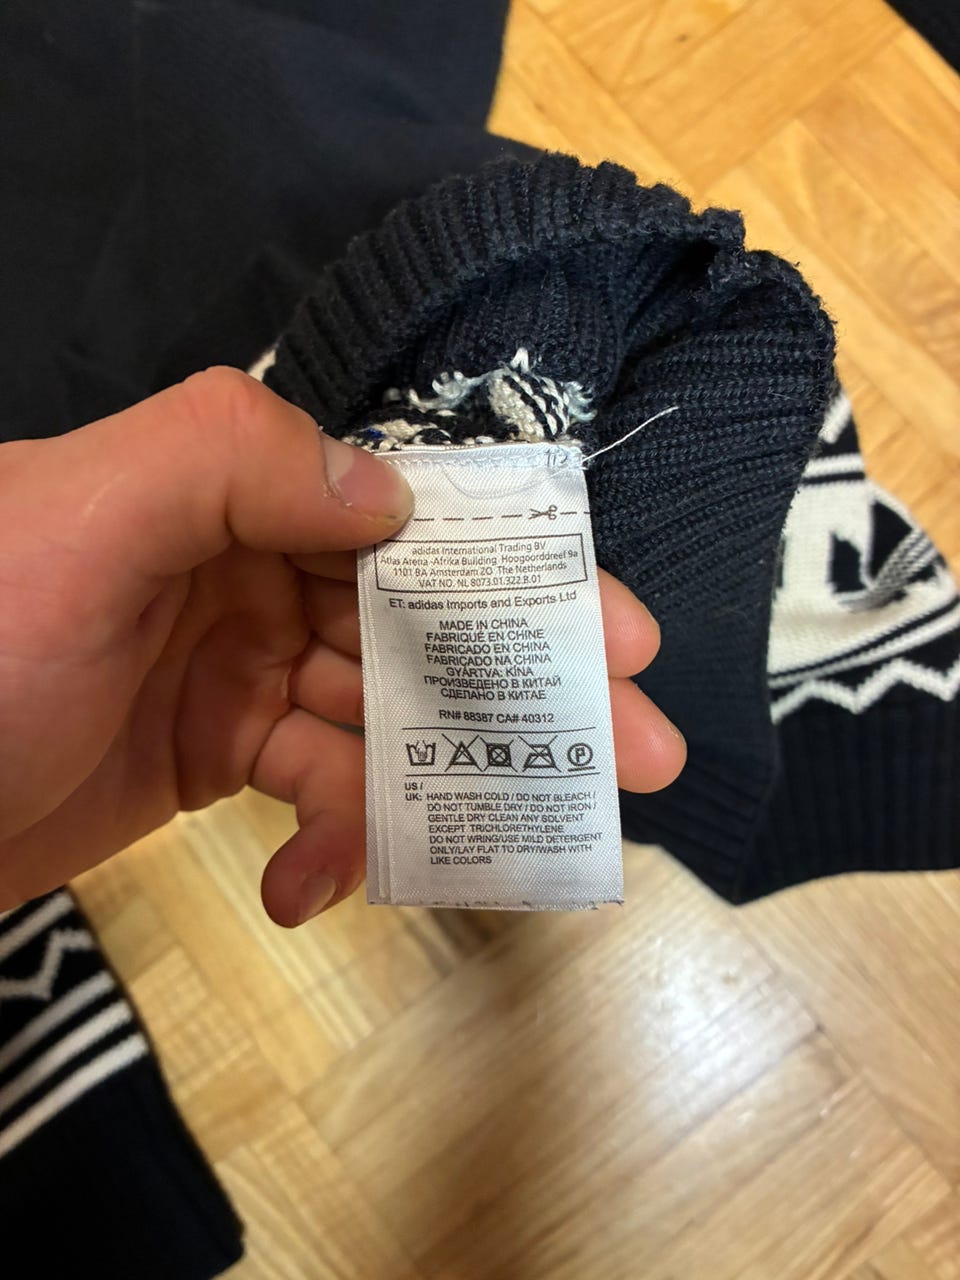 1/2
adidas International Trading BV
Atlas Arena -Afrika Building Hoogoorddreef 9a
1101 BA Amsterdam ZO The Netherlands
VAT NO. NL 8073.01.322.B.01
ET: adidas Imports and Exports Ltd
MADE IN CHINA
FABRIQUÉ EN CHINE
FABRICADO EN CHINA
FABRICADO NA CHINA
GYÁRTVA: KÍNA
ПРОИЗВЕДЕНО В КИТАЙ
СДЕЛАНО В КИТАЕ
RN# 88387 CA# 40312
P
US /
UK: HAND WASH COLD / DO NOT BLEACH /
DO NOT TUMBLE DRY / DO NOT IRON /
GENTLE DRY CLEAN ANY SOLVENT
EXCEPT TRICHLORETHYLENE
DO NOT WRING/USE MILD DETERGENT
ONLY/LAY FLAT TO DRY/WASH WITH
LIKE COLORS